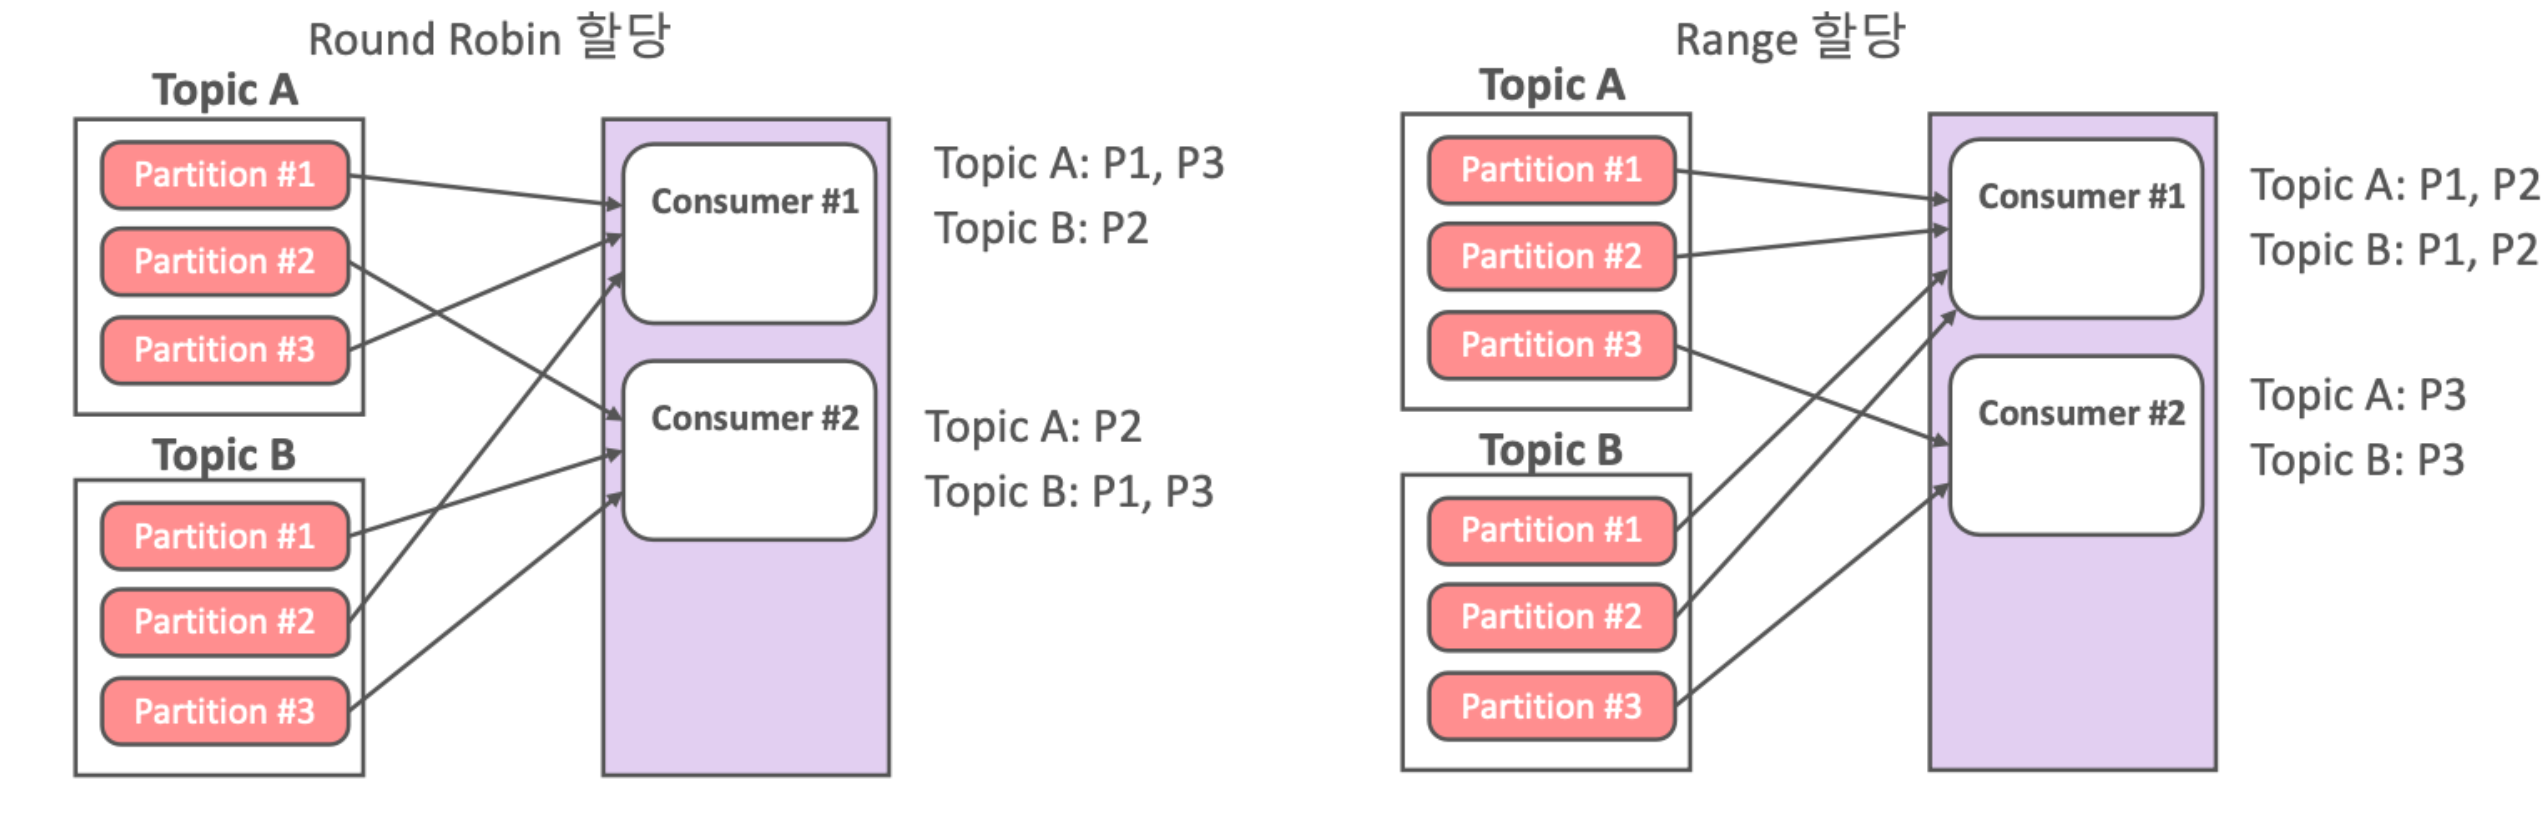 Round Robin 할당
Topic A
Partition #1
Partition #2
Partition #3
Topic B
Partition #1
Partition #2
Partition #3
Consumer #1
Consumer #2
Topic A: P1, P3
Topic B: P2
Topic A: P2
Topic B: P1, P3
Range 할당
Topic A
Partition #1
Partition #2
Partition #3
Topic B
Partition #1
Partition #2
Partition #3
Consumer #1
Consumer #2
Topic A: P1, P2
Topic B: P1, P2
Topic A: P3
Topic B: P3